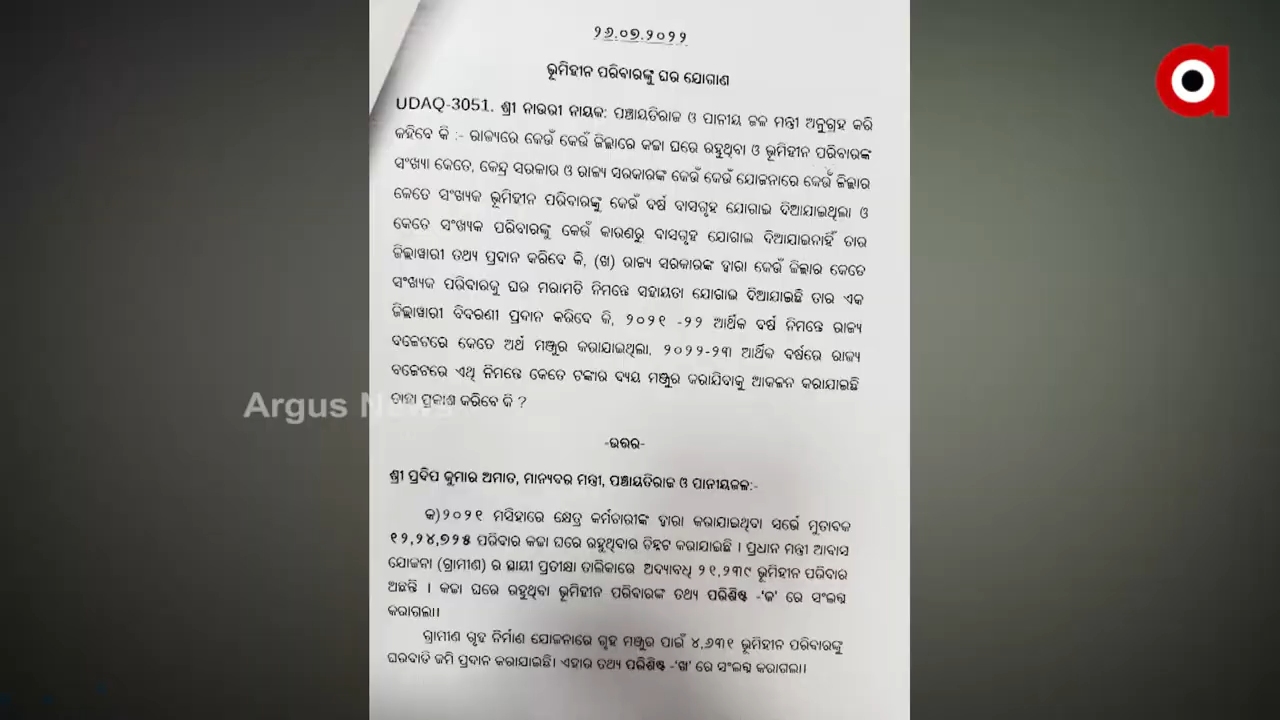 ୨୬.୦୭.୨୦୨୨
ଭୂମିହୀନ ପରିବାରଙ୍କୁ ଘର ଯୋଗାଣ
UDAQ-3051. ଶ୍ରୀ ନାଉରୀ ନାୟକ: ପଞ୍ଚାୟତିରାଜ ଓ ପାନୀୟ ଜଳ ମନ୍ତ୍ରୀ ଅନୁଗ୍ରହ କରି
କହିବେ କି :- ରାଜ୍ୟରେ କେଉଁ କେଉଁ ଜିଲ୍ଲାରେ କଚ୍ଚା ଘରେ ରହୁଥିବା ଓ ଭୂମିହୀନ ପରିବାରଙ୍କ
ସଂଖ୍ୟା କେତେ, କେନ୍ଦ୍ର ସରକାର ଓ ରାଜ୍ୟ ସରକାରଙ୍କ କେଉଁ କେଉଁ ଯୋଜନାରେ କେଉଁ ଜିଲ୍ଲାର
କେତେ ସଂଖ୍ୟକ ଭୂମିହୀନ ପରିବାରଙ୍କୁ କେଉଁ ବର୍ଷ ବାସଗୃହ ଯୋଗାଇ ଦିଆଯାଇଥିଲା ଓ
କେତେ ସଂଖ୍ୟକ ପରିବାରଙ୍କୁ କେଉଁ କାରଣରୁ ବାସଗୃହ ଯୋଗାଇ ଦିଆଯାଇନାହିଁ ତାର
ଜିଲ୍ଲାୱାରୀ ତଥ୍ୟ ପ୍ରଦାନ କରିବେ କି, (ଖ) ରାଜ୍ୟ ସରକାରଙ୍କ ଦ୍ୱାରା କେଉଁ ଜିଲ୍ଲାର କେତେ
ସଂଖ୍ୟକ ପରିବାରକୁ ଘର ମରାମତି ନିମନ୍ତେ ସହାୟତା ଯୋଗାଇ ଦିଆଯାଇଛି ତାର ଏକ
ଜିଲ୍ଲାୱାରୀ ବିବରଣୀ ପ୍ରଦାନ କରିବେ କି, ୨୦୨୧ -୨୨ ଆର୍ଥିକ ବର୍ଷ ନିମନ୍ତେ ରାଜ୍ୟ
ବଜେଟରେ କେତେ ଅର୍ଥ ମଞ୍ଜୁର କରାଯାଇଥିଲା, ୨୦୨୨-୨୩ ଆର୍ଥିକ ବର୍ଷରେ ରାଜ୍ୟ
ବଜେଟରେ ଏଥି ନିମନ୍ତେ କେତେ ଟଙ୍କାର ବ୍ୟୟ ମଞ୍ଜୁର କରାଯିବାକୁ ଆକଳନ କରାଯାଇଛି
ତାହା ପ୍ରକାଶ କରିବେ କି ?
Argus News
-ଉତ୍ତର-
ଶ୍ରୀ ପ୍ରଦିପ କୁମାର ଅମାତ, ମାନ୍ୟବର ମନ୍ତ୍ରୀ, ପଞ୍ଚାୟତିରାଜ ଓ ପାନୀୟଜଳ:-
କ)୨୦୨୧ ମସିହାରେ କ୍ଷେତ୍ର କର୍ମଚାରୀଙ୍କ ଦ୍ୱାରା କରାଯାଇଥିବା ସର୍ଭେ ମୁତାବକ
୧୨,୨୪,୭୨୫ ପରିବାର କଚ୍ଚା ଘରେ ରହୁଥିବାର ଚିହ୍ନଟ କରାଯାଇଛି । ପ୍ରଧାନ ମନ୍ତ୍ରୀ ଆବାସ
ଯୋଜନା (ଗ୍ରାମୀଣ) ର ସ୍ଥାୟୀ ପ୍ରତୀକ୍ଷା ତାଲିକାରେ ଅଦ୍ୟାବଧି ୨୧,୨୩୯ ଭୂମିହୀନ ପରିବାର
ଅଛନ୍ତି । କଚ୍ଚା ଘରେ ରହୁଥିବା ଭୂମିହୀନ ପରିବାରଙ୍କ ତଥ୍ୟ ପରିଶିଷ୍ଟ -'କ' ରେ ସଂଲଗ୍ନ
କରାଗଲା।
ଗ୍ରାମୀଣ ଗୃହ ନିର୍ମାଣ ଯୋଜନାରେ ଗୃହ ମଞ୍ଜୁର ପାଇଁ ୪,୬୩୧ ଭୂମିହୀନ ପରିବାରଙ୍କୁ
ଘରବାଡି ଜମି ପ୍ରଦାନ କରାଯାଇଛି। ଏହାର ତଥ୍ୟ ପରିଶିଷ୍ଟ -'ଖ' ରେ ସଂଲଗ୍ନ କରାଗଲା।